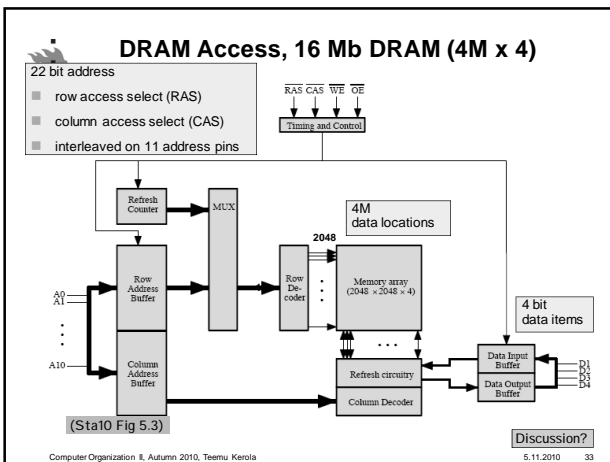 DRAM Access, 16 Mb DRAM (4M x 4)
22 bit address
row access select (RAS)
column access select (CAS)
interleaved on 11 address pins
RAS CAS WE OE
Timing and Control
Refresh
Counter
MUX
4M
data locations
2048
Row
Address
Buffer
Row
De-
coder
Memory array
(2048 × 2048 × 4)
A0
A1
A10
4 bit
data items
Column
Address
Buffer
Refresh circuitry
Column Decoder
Data Input
Buffer
Data Output
Buffer
D1
D2
D3
D4
(Sta10 Fig 5.3)
Discussion?
Computer Organization II, Autumn 2010, Teemu Kerola
5.11.2010
33